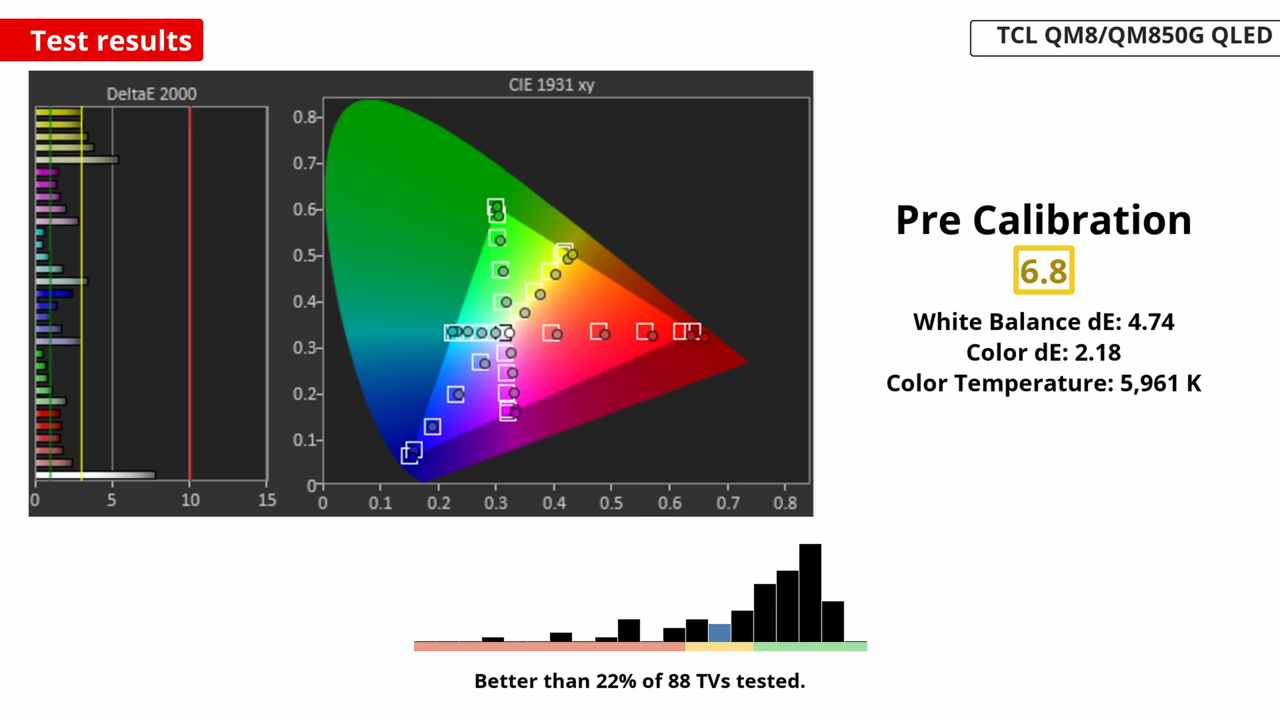 Test results
TCL QM8/QM850G QLED
DeltaE 2000
0 5 10 15
CIE 1931 xy
0.8
0.7
0.6
0.5
0.4
0.3
0.2
0.1
0
0 0.1 0.2 0.3 0.4 0.5 0.6 0.7 0.8
Pre Calibration
6.8
White Balance dE: 4.74
Color dE: 2.18
Color Temperature: 5,961 K
Better than 22% of 88 TVs tested.